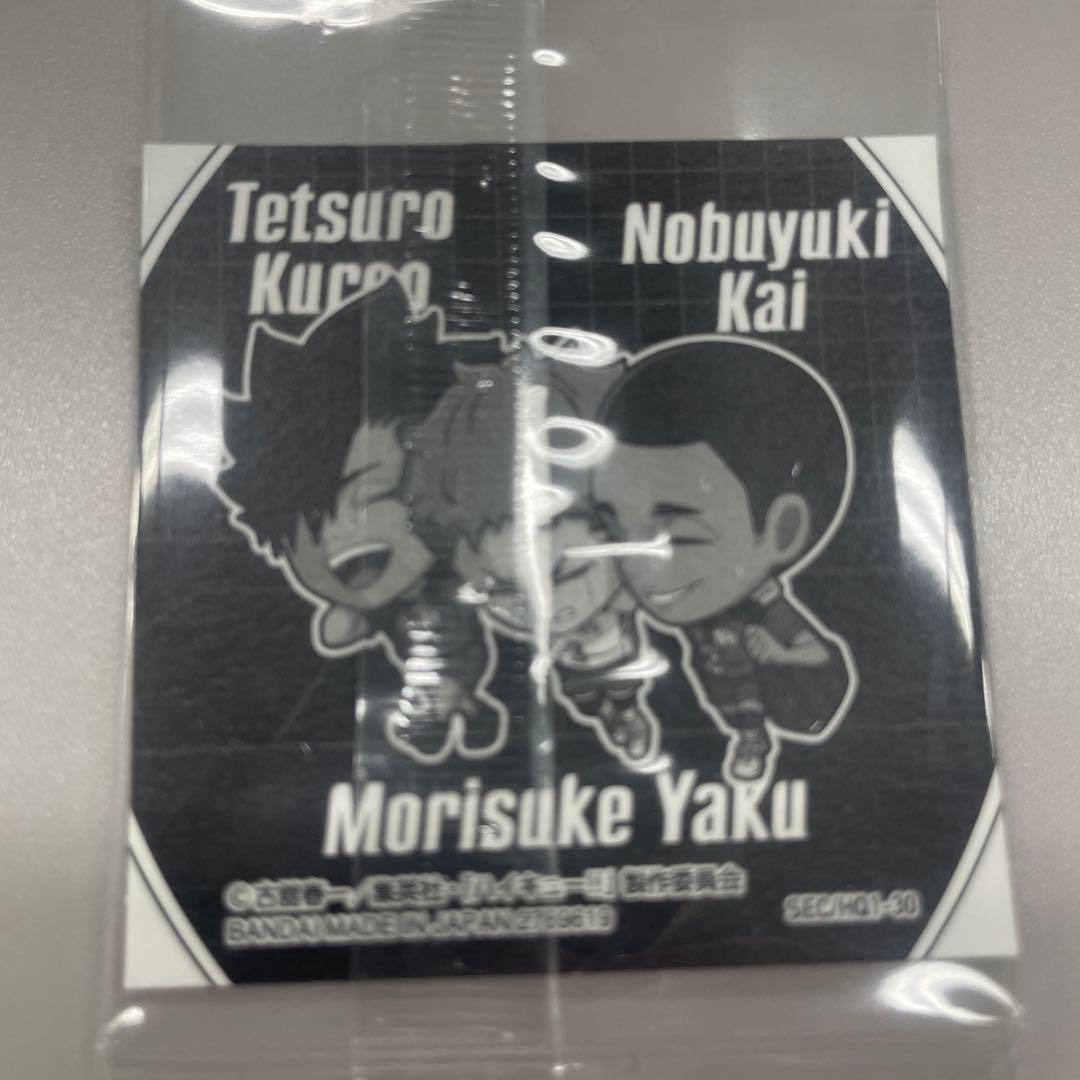 Tetsuro
Kuroo
Nobuyuki
Kai
Morisuke Yaku
©古舘春一/集英社・「ハイキュー!!」製作委員会
BANDAI MADE IN JAPAN 2789619
SEC/HQ1-30